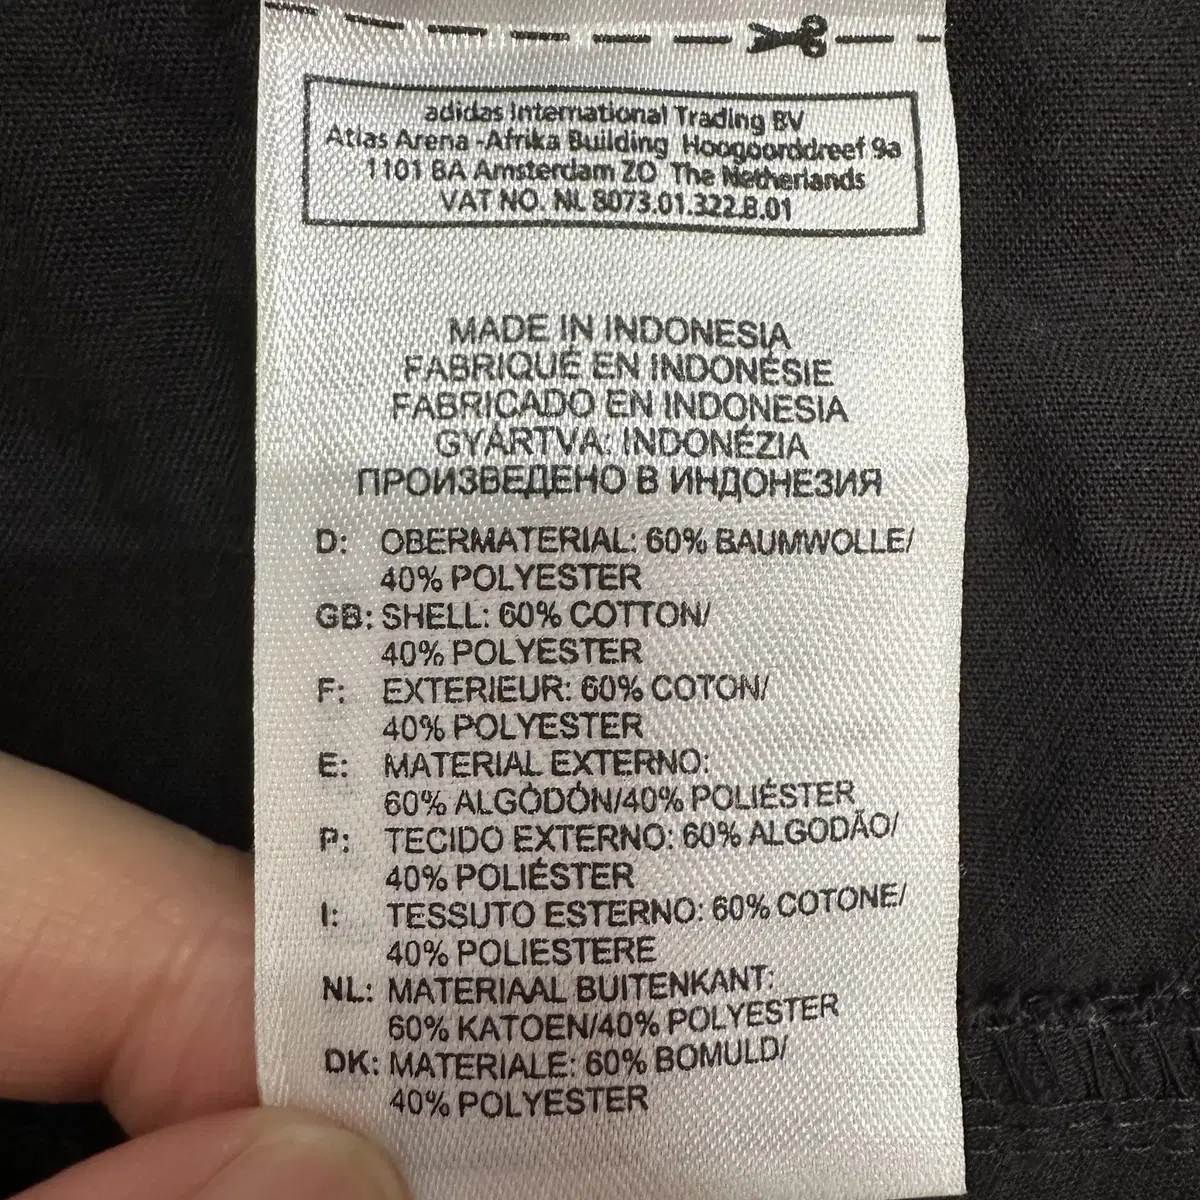 adidas International Trading BV
Atlas Arena -Afrika Building Hoogoorddreef 9a
1101 BA Amsterdam ZO The Netherlands
VAT NO. NL 8073.01.322.B.01
MADE IN INDONESIA
FABRIQUÉ EN INDONÉSIE
FABRICADO EN INDONESIA
GYÁRTVA: INDONÉZIA
ПРОИЗВЕДЕНО В ИНДОНЕЗИЯ
D: OBERMATERIAL: 60% BAUMWOLLE/
40% POLYESTER
GB: SHELL: 60% COTTON/
40% POLYESTER
F: EXTERIEUR: 60% COTON/
40% POLYESTER
E: MATERIAL EXTERNO:
60% ALGODÓN/40% POLIÉSTER
P: TECIDO EXTERNO: 60% ALGODÃO/
40% POLIÉSTER
I: TESSUTO ESTERNO: 60% COTONE/
40% POLIESTERE
NL: MATERIAAL BUITENKANT:
60% KATOEN/40% POLYESTER
DK: MATERIALE: 60% BOMULD/
40% POLYESTER